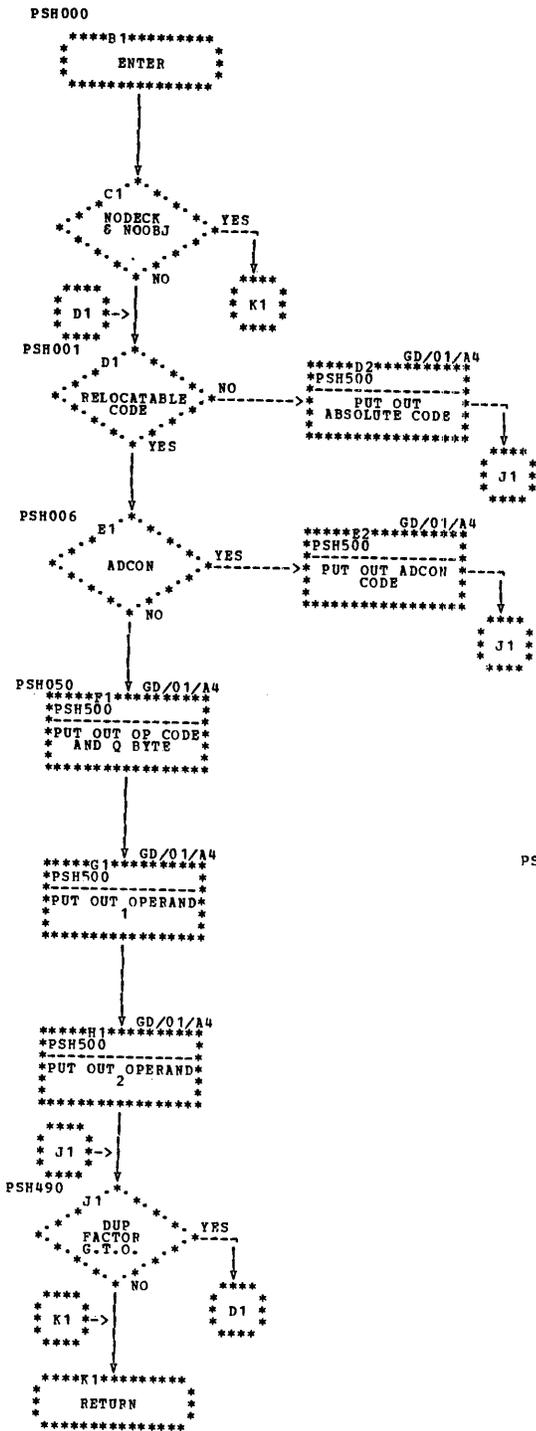 PSH000
B1
ENTER
C1
NODECK
& NOOBJ
YES
NO
K1
D1
PSH001
D1
RELOCATABLE
CODE
NO
YES
GD/01/A4
D2
PSH500
PUT OUT
ABSOLUTE CODE
J1
PSH006
E1
ADCON
YES
NO
GD/01/A4
E2
PSH500
PUT OUT ADCON
CODE
J1
PSH050
GD/01/A4
F1
PSH500
PUT OUT OP CODE
AND Q BYTE
GD/01/A4
G1
PSH500
PUT OUT OPERAND
1
PS
GD/01/A4
H1
PSH500
PUT OUT OPERAND
2
J1
PSH490
J1
DUP
FACTOR
G.T.O.
YES
NO
D1
K1
K1
RETURN